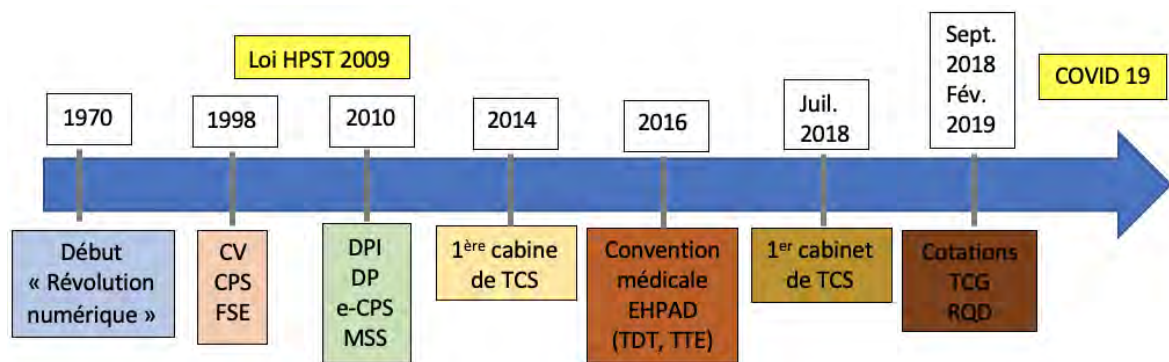 Loi HPST 2009
COVID 19
1970
1998
2010
2014
2016
Juil.
2018
Sept.
2018
Fév.
2019
Début
« Révolution
numérique »
CV
CPS
FSE
DPI
DP
e-CPS
MSS
1ère cabine
de TCS
Convention
médicale
EHPAD
(TDT, TTE)
1er cabinet
de TCS
Cotations
TCG
RQD